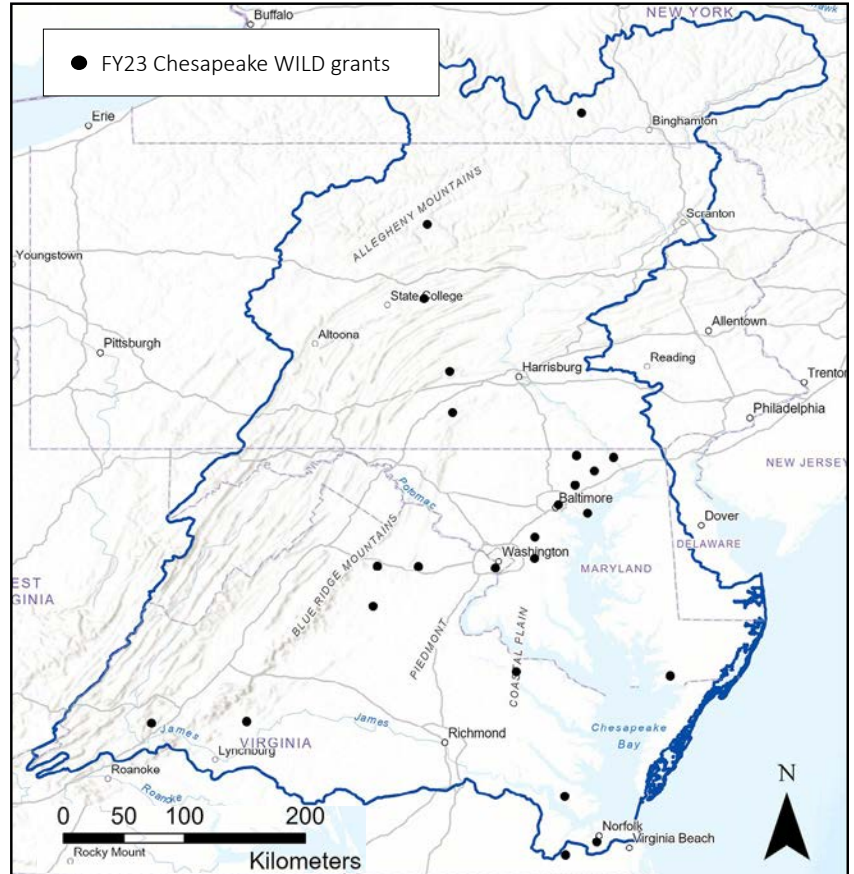 Buffalo
NEW YORK
FY23 Chesapeake WILD grants
Erie
Binghamton
ALLEGHENY MOUNTAINS
Scranton
Youngstown
State College
Altoona
Allentown
Pittsburgh
Harrisburg
Reading
Trenton
Philadelphia
NEW JERSEY
Potomac
Baltimore
Dover
DELAWARE
Washington
MARYLAND
EST
GINIA
BLUE RIDGE MOUNTAINS
PIEDMONT
COASTAL PLAIN
Chesapeake
Bay
James
James
Richmond
VIRGINIA
Lynchburg
Roanoke
Roanoke
N
0 50 100 200
Kilometers
Norfolk
Virginia Beach
Rocky Mount